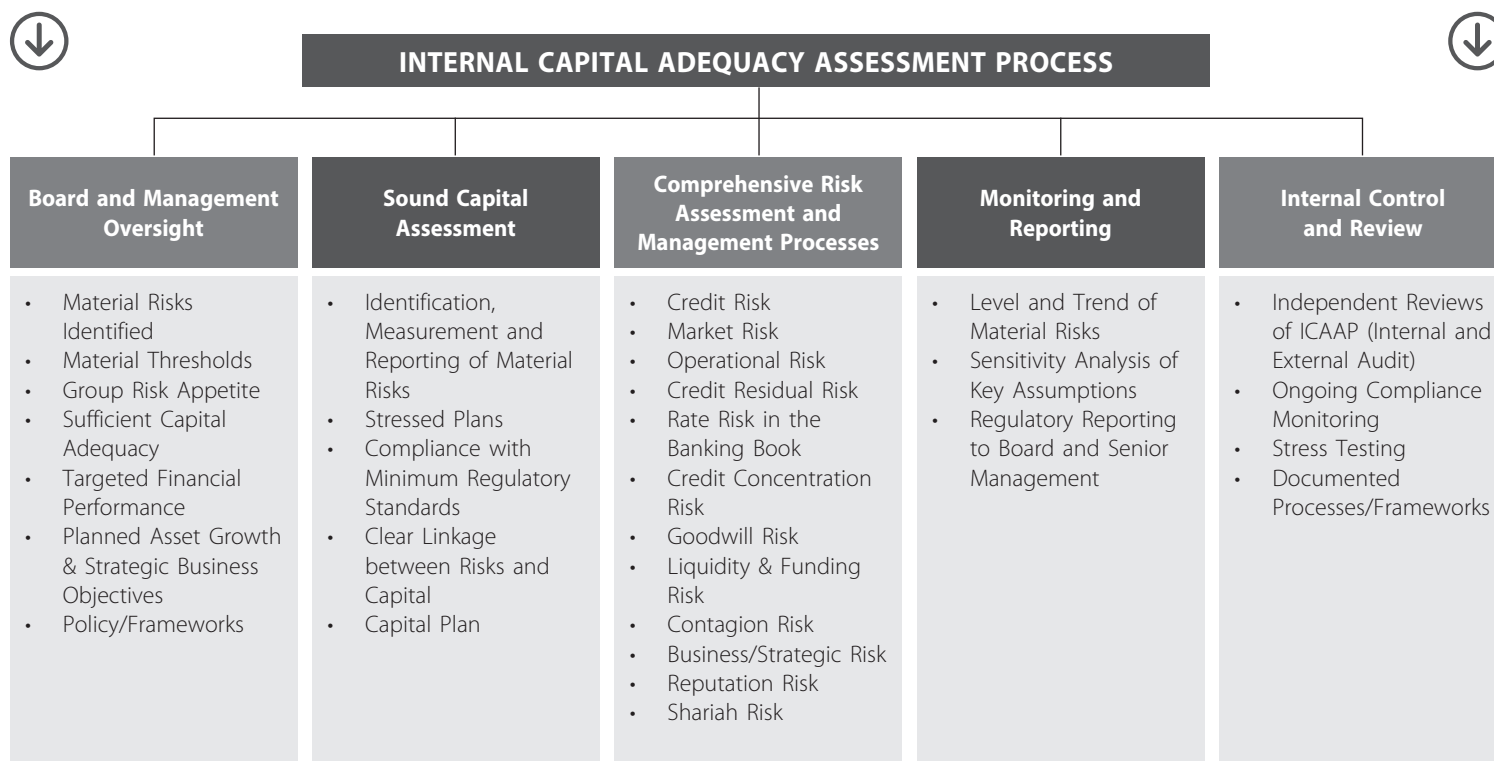 INTERNAL CAPITAL ADEQUACY ASSESSMENT PROCESS
Board and Management
Oversight
• Material Risks
Identified
• Material Thresholds
• Group Risk Appetite
• Sufficient Capital
Adequacy
• Targeted Financial
Performance
• Planned Asset Growth
& Strategic Business
Objectives
• Policy/Frameworks
Sound Capital
Assessment
• Identification,
Measurement and
Reporting of Material
Risks
• Stressed Plans
• Compliance with
Minimum Regulatory
Standards
• Clear Linkage
between Risks and
Capital
• Capital Plan
Comprehensive Risk
Assessment and
Management Processes
• Credit Risk
• Market Risk
• Operational Risk
• Credit Residual Risk
• Rate Risk in the
Banking Book
• Credit Concentration
Risk
• Goodwill Risk
• Liquidity & Funding
Risk
• Contagion Risk
• Business/Strategic Risk
• Reputation Risk
• Shariah Risk
Monitoring and
Reporting
• Level and Trend of
Material Risks
• Sensitivity Analysis of
Key Assumptions
• Regulatory Reporting
to Board and Senior
Management
Internal Control
and Review
• Independent Reviews
of ICAAP (Internal and
External Audit)
• Ongoing Compliance
Monitoring
• Stress Testing
• Documented
Processes/Frameworks